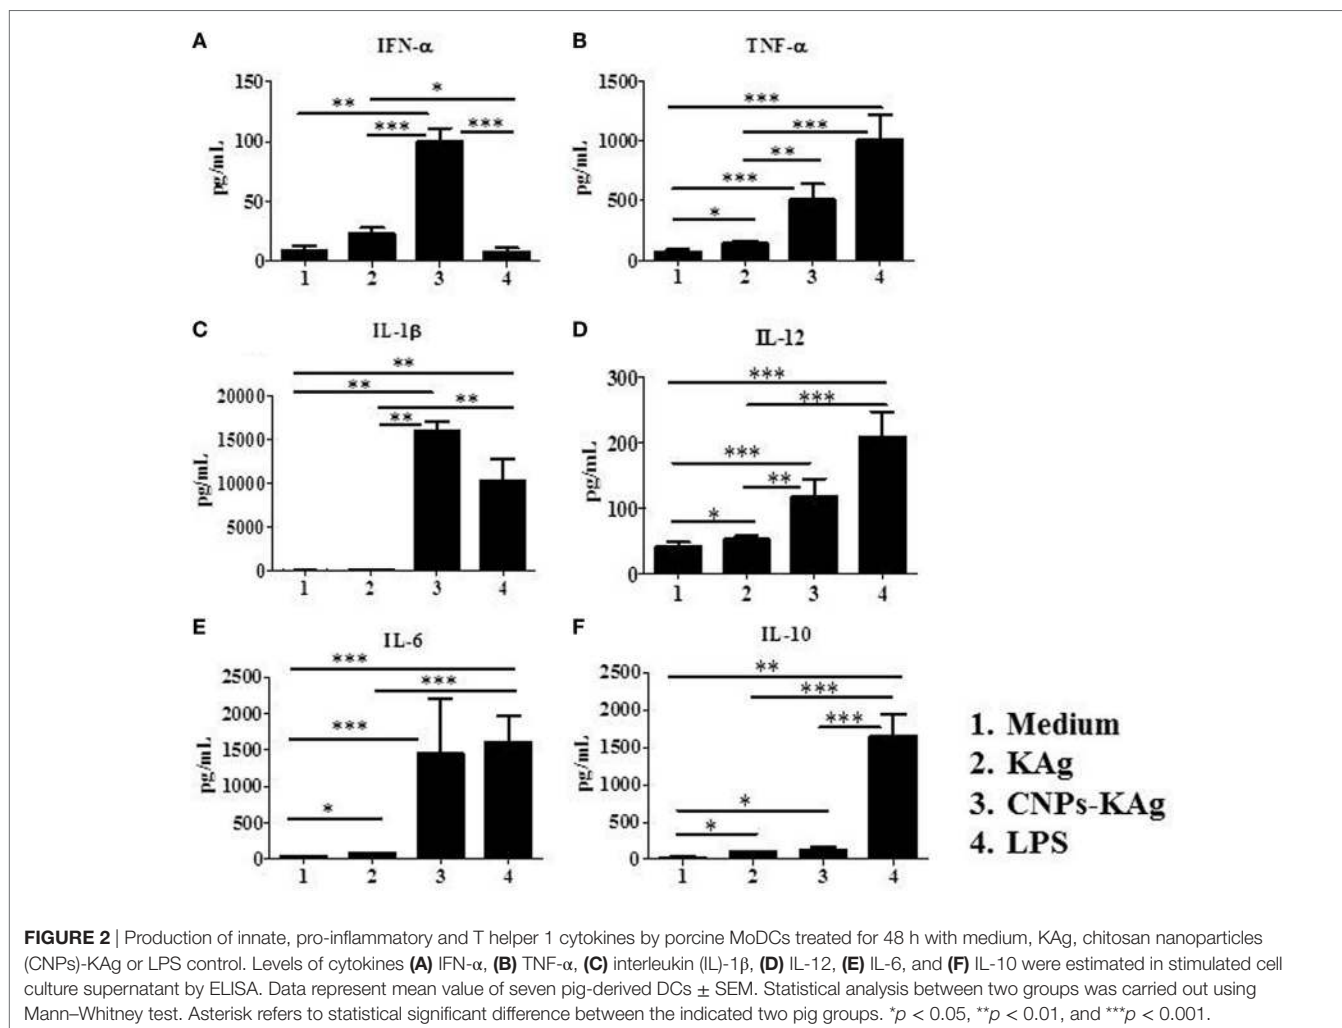 A
IFN-α
pg/mL
150
100
50
0
**
*
***
***
1 2 3 4
B
TNF-α
pg/mL
1500
1000
500
0
***
***
**
***
*
1 2 3 4
C
IL-1β
pg/mL
20000
15000
10000
5000
0
**
**
**
**
1 2 3 4
D
IL-12
pg/mL
300
200
100
0
***
***
***
**
*
1 2 3 4
E
IL-6
pg/mL
2500
2000
1500
1000
500
0
***
***
***
*
1 2 3 4
F
IL-10
pg/mL
2500
2000
1500
1000
500
0
**
***
***
*
*
1 2 3 4
1. Medium
2. KAg
3. CNPs-KAg
4. LPS
FIGURE 2 | Production of innate, pro-inflammatory and T helper 1 cytokines by porcine MoDCs treated for 48 h with medium, KAg, chitosan nanoparticles
(CNPs)-KAg or LPS control. Levels of cytokines (A) IFN-α, (B) TNF-α, (C) interleukin (IL)-1β, (D) IL-12, (E) IL-6, and (F) IL-10 were estimated in stimulated cell
culture supernatant by ELISA. Data represent mean value of seven pig-derived DCs ± SEM. Statistical analysis between two groups was carried out using
Mann–Whitney test. Asterisk refers to statistical significant difference between the indicated two pig groups. *p < 0.05, **p < 0.01, and ***p < 0.001.